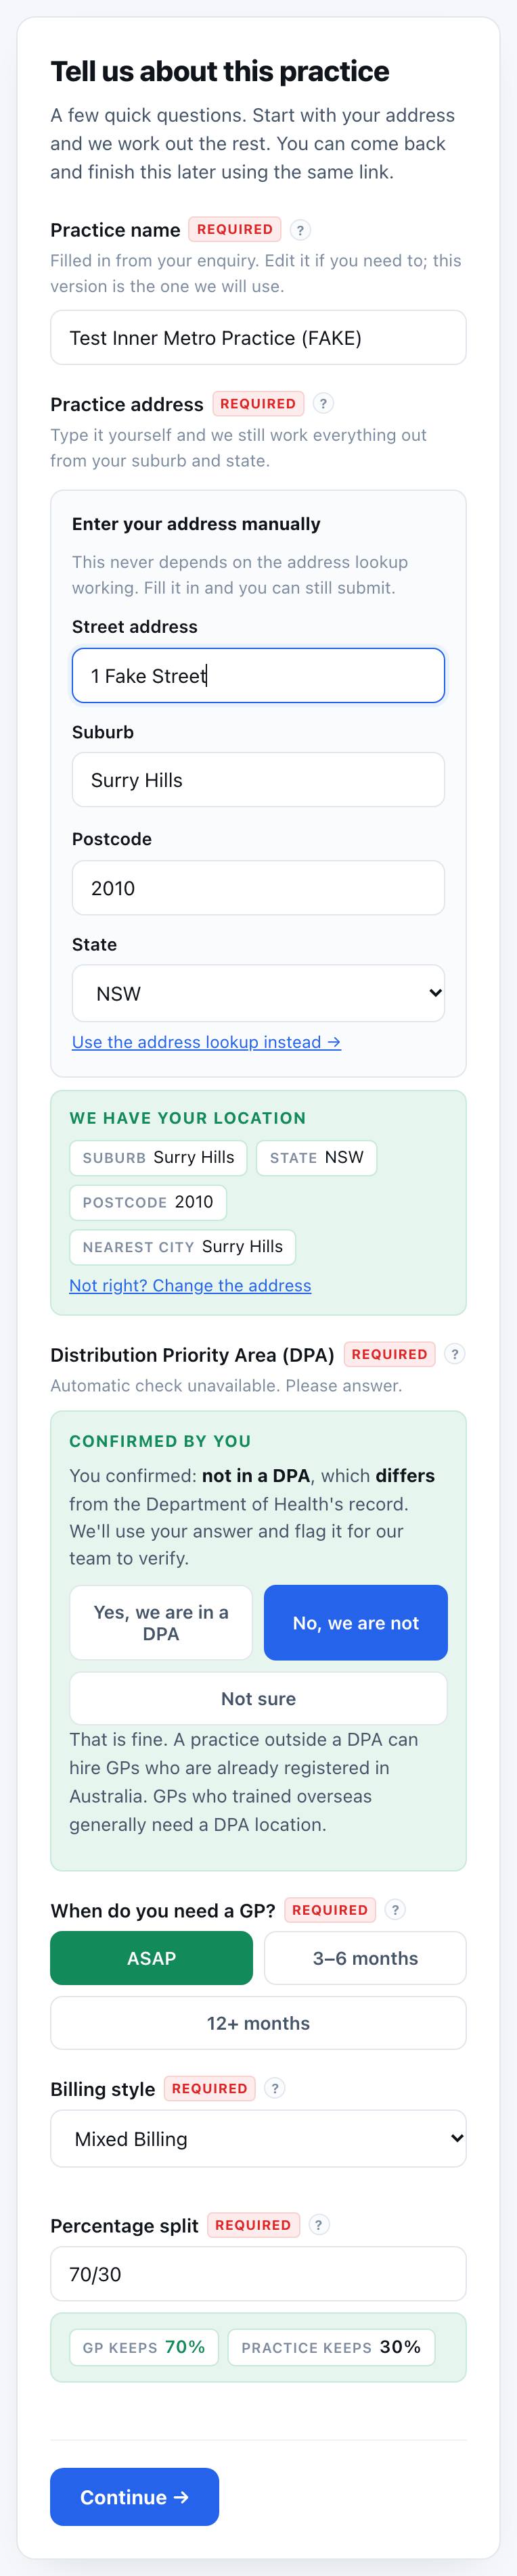 Tell us about this practice
A few quick questions. Start with your address
and we work out the rest. You can come back
and finish this later using the same link.
Practice name REQUIRED ?
Filled in from your enquiry. Edit it if you need to; this
version is the one we will use.
Test Inner Metro Practice (FAKE)
Practice address REQUIRED ?
Type it yourself and we still work everything out
from your suburb and state.
Enter your address manually
This never depends on the address lookup
working. Fill it in and you can still submit.
Street address
1 Fake Street
Suburb
Surry Hills
Postcode
2010
State
NSW
Use the address lookup instead →
WE HAVE YOUR LOCATION
SUBURB Surry Hills STATE NSW
POSTCODE 2010
NEAREST CITY Surry Hills
Not right? Change the address
Distribution Priority Area (DPA) REQUIRED ?
Automatic check unavailable. Please answer.
CONFIRMED BY YOU
You confirmed: not in a DPA, which differs
from the Department of Health's record.
We'll use your answer and flag it for our
team to verify.
Yes, we are in a
DPA
No, we are not
Not sure
That is fine. A practice outside a DPA can
hire GPs who are already registered in
Australia. GPs who trained overseas
generally need a DPA location.
When do you need a GP? REQUIRED ?
ASAP 3–6 months
12+ months
Billing style REQUIRED ?
Mixed Billing
Percentage split REQUIRED ?
70/30
GP KEEPS 70% PRACTICE KEEPS 30%
Continue →